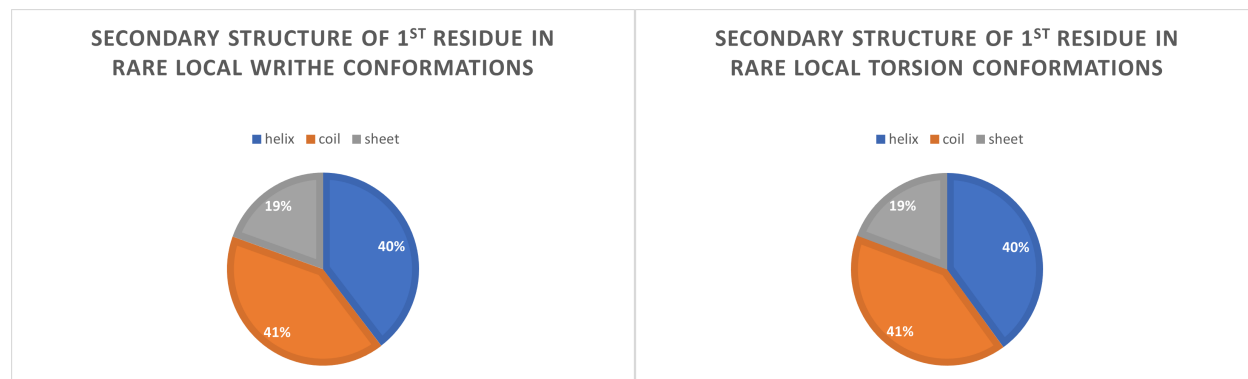 SECONDARY STRUCTURE OF 1ST RESIDUE IN
RARE LOCAL WRITHE CONFORMATIONS
helix coil sheet
19%
40%
41%
SECONDARY STRUCTURE OF 1ST RESIDUE IN
RARE LOCAL TORSION CONFORMATIONS
helix coil sheet
19%
40%
41%